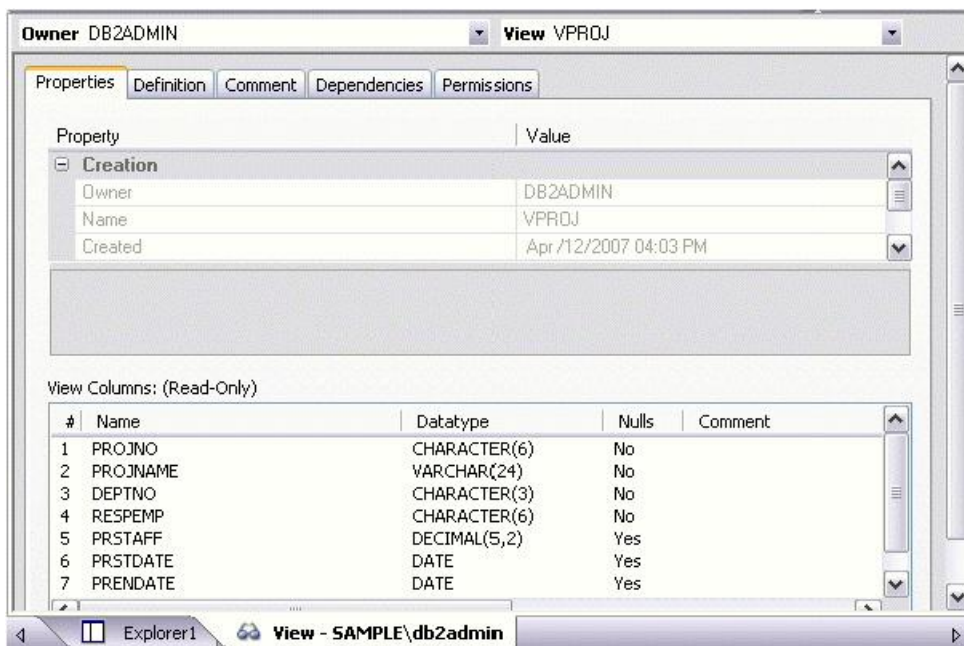 Owner DB2ADMIN View VPROJ
Properties Definition Comment Dependencies Permissions
Property Value
Creation
Owner DB2ADMIN
Name VPROJ
Created Apr /12/2007 04:03 PM
View Columns: (Read-Only)
# Name Datatype Nulls Comment
1 PROJNO CHARACTER(6) No
2 PROJNAME VARCHAR(24) No
3 DEPTNO CHARACTER(3) No
4 RESPEMP CHARACTER(6) No
5 PRSTAFF DECIMAL(5,2) Yes
6 PRSTDATE DATE Yes
7 PRENDATE DATE Yes
Explorer1 View - SAMPLE\db2admin